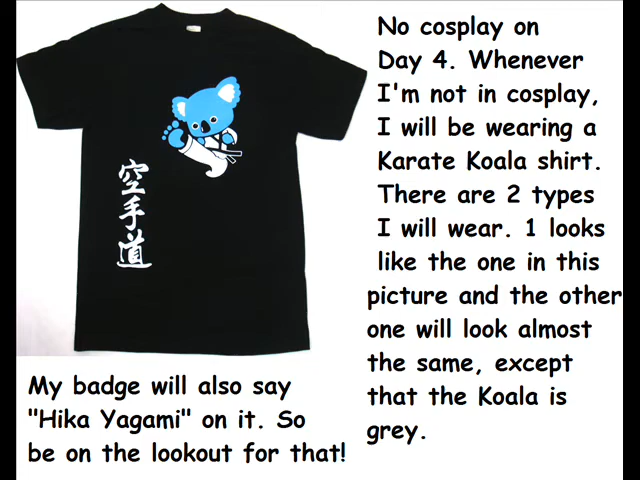 空
手
道
No cosplay on
Day 4. Whenever
I'm not in cosplay,
I will be wearing a
Karate Koala shirt.
There are 2 types
I will wear. 1 looks
like the one in this
picture and the other
one will look almost
the same, except
that the Koala is
grey.
My badge will also say
"Hika Yagami" on it. So
be on the lookout for that!